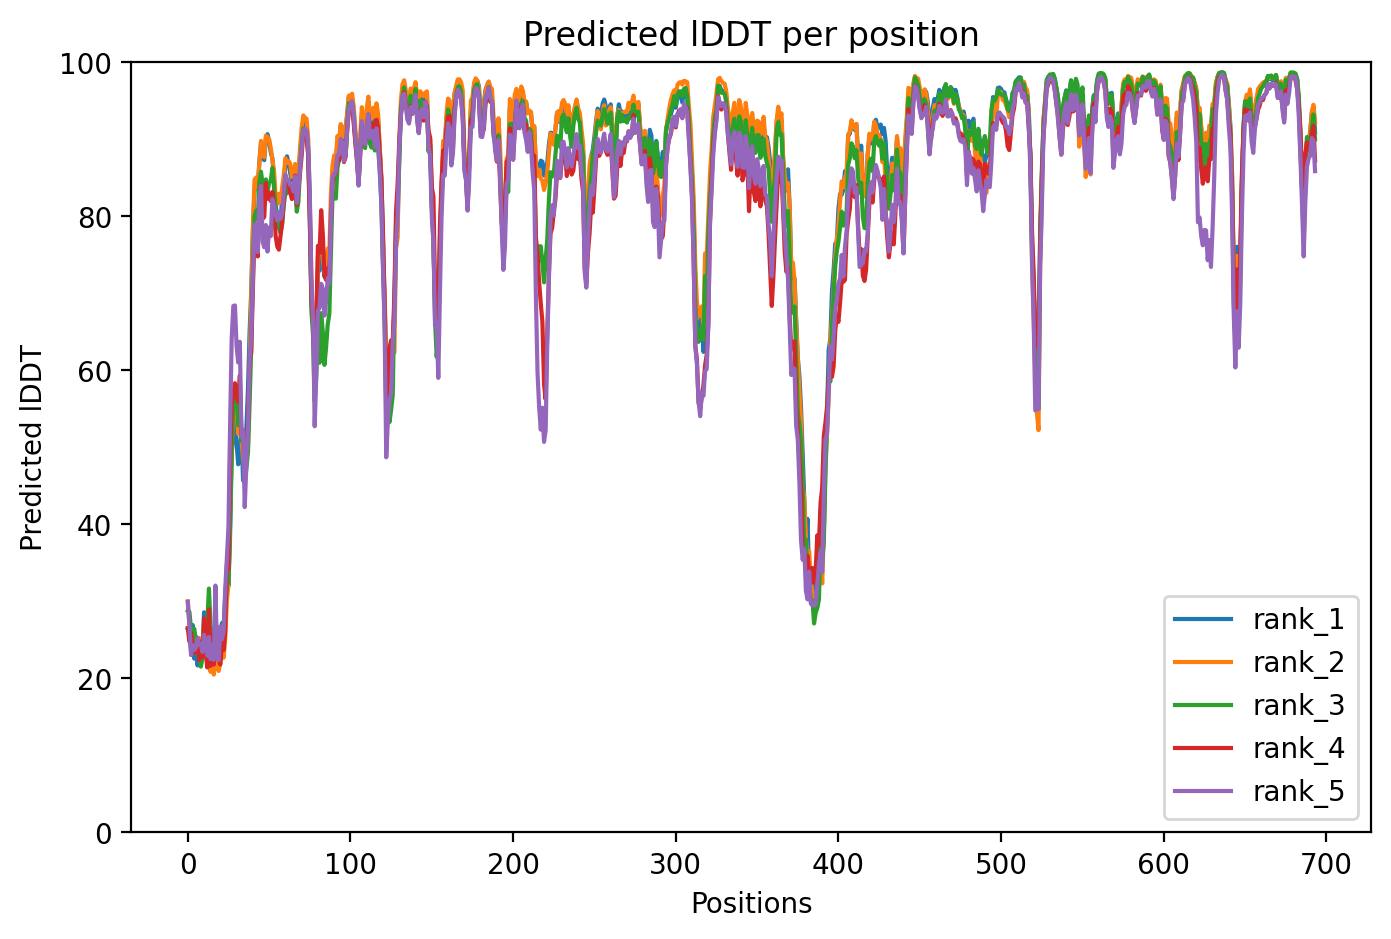 Predicted lDDT per position
Predicted lDDT
100
80
60
40
20
0
0 100 200 300 400 500 600 700
Positions
rank_1
rank_2
rank_3
rank_4
rank_5